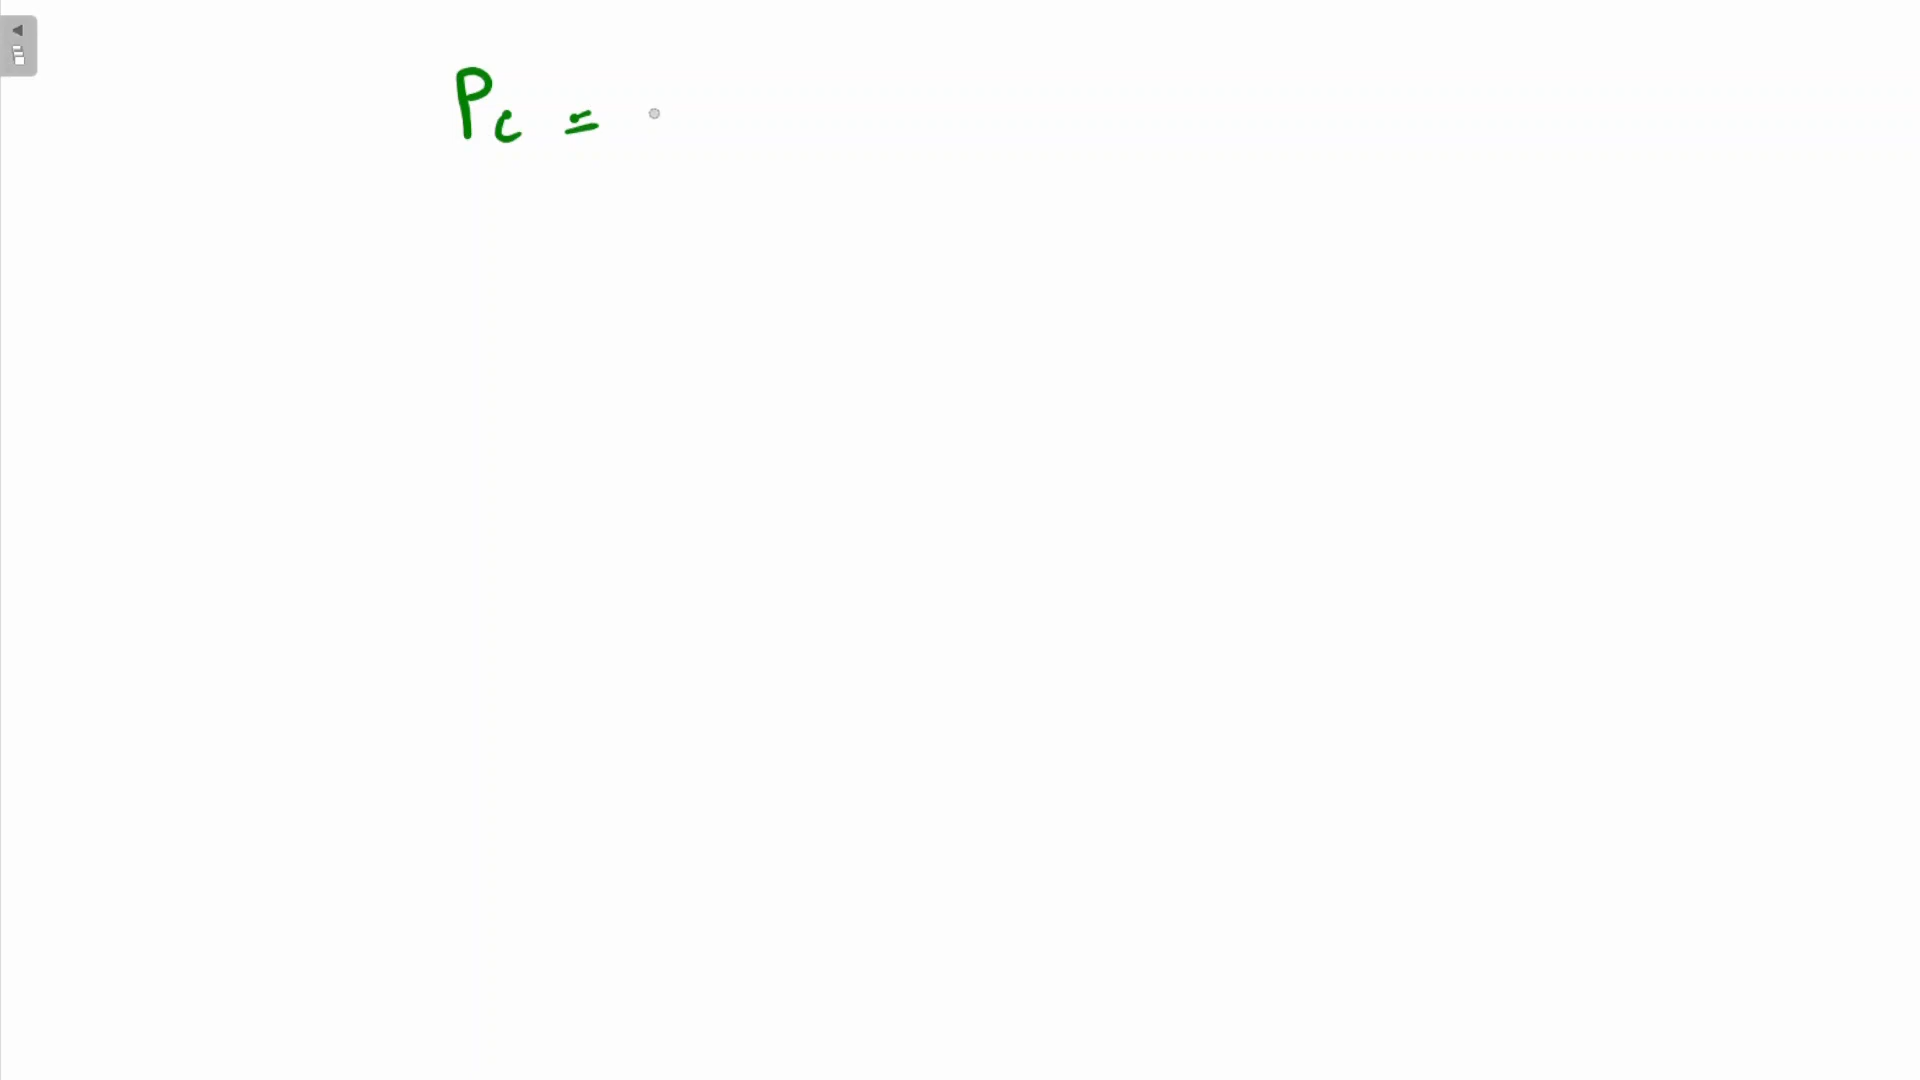 Pc =